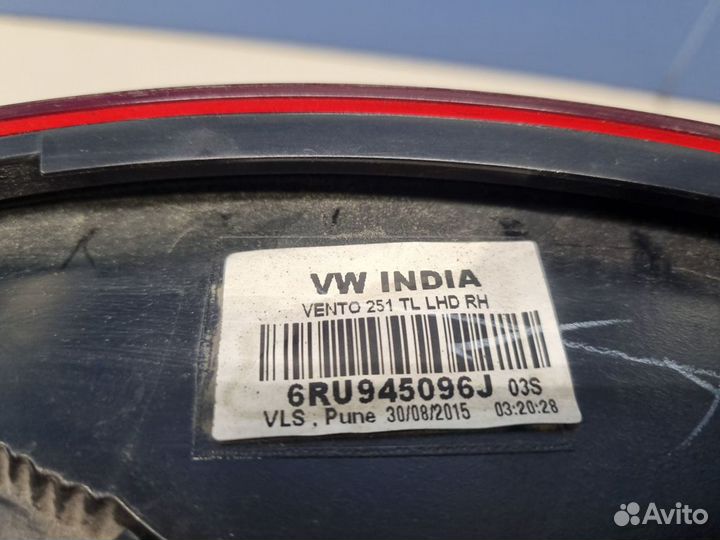 VW INDIA
VENTO 251 TL LHD RH
6RU945096J 03S
VLS , Pune 30/08/2015 03:20:28
Avito